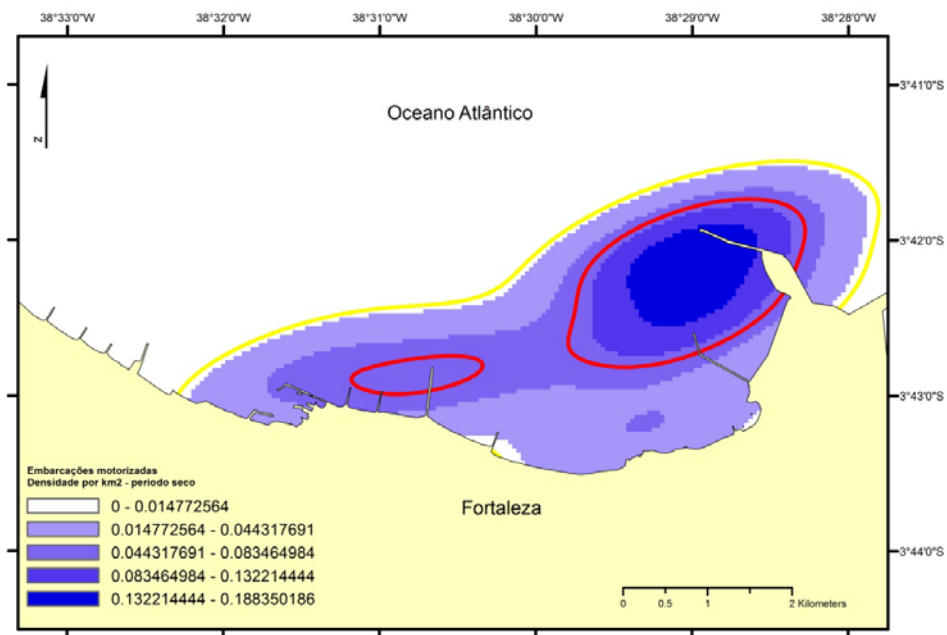 38°33'0"W 38°32'0"W 38°31'0"W 38°30'0"W 38°29'0"W 38°28'0"W
3°41'0"S
Oceano Atlântico
N
3°42'0"S
3°43'0"S
Embarcações motorizadas
Densidade por km2 - periodo seco
0 - 0.014772564
0.014772564 - 0.044317691
0.044317691 - 0.083464984
0.083464984 - 0.132214444
0.132214444 - 0.188350186
Fortaleza
3°44'0"S
0 0.5 1 2 Kilometers